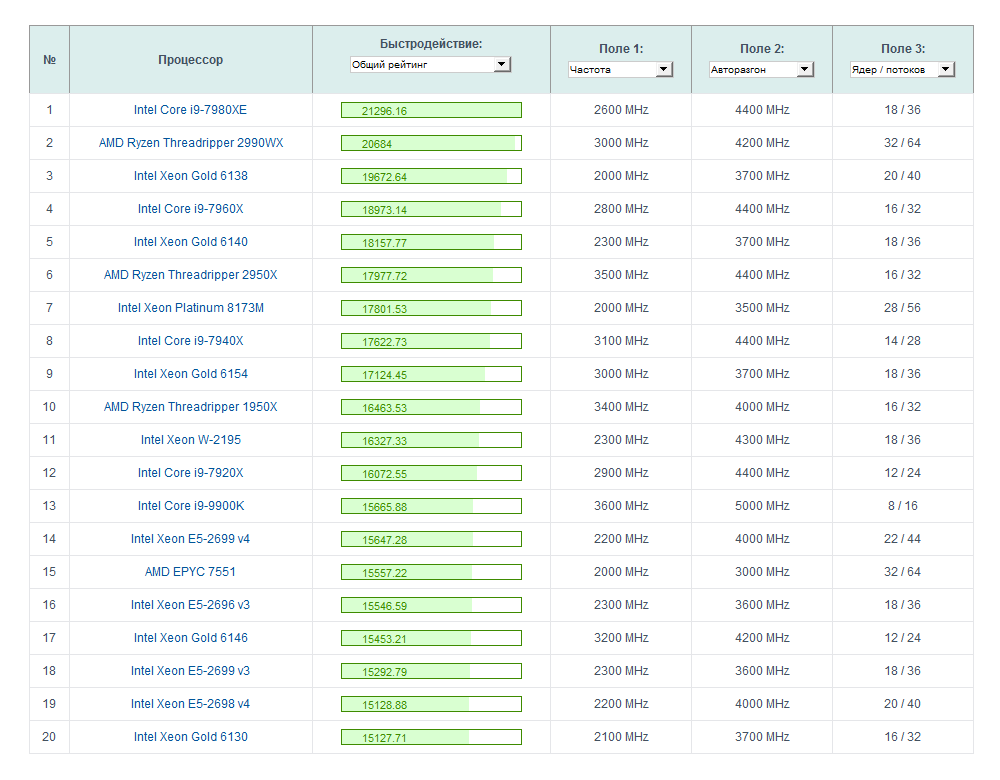 № Процессор Быстродействие: Поле 1: Поле 2: Поле 3:
Общий рейтинг Частота Авторазгон Ядер / потоков
1 Intel Core i9-7980XE 21296.16 2600 MHz 4400 MHz 18 / 36
2 AMD Ryzen Threadripper 2990WX 20684 3000 MHz 4200 MHz 32 / 64
3 Intel Xeon Gold 6138 19672.64 2000 MHz 3700 MHz 20 / 40
4 Intel Core i9-7960X 18973.14 2800 MHz 4400 MHz 16 / 32
5 Intel Xeon Gold 6140 18157.77 2300 MHz 3700 MHz 18 / 36
6 AMD Ryzen Threadripper 2950X 17977.72 3500 MHz 4400 MHz 16 / 32
7 Intel Xeon Platinum 8173M 17801.53 2000 MHz 3500 MHz 28 / 56
8 Intel Core i9-7940X 17622.73 3100 MHz 4400 MHz 14 / 28
9 Intel Xeon Gold 6154 17124.45 3000 MHz 3700 MHz 18 / 36
10 AMD Ryzen Threadripper 1950X 16463.53 3400 MHz 4000 MHz 16 / 32
11 Intel Xeon W-2195 16327.33 2300 MHz 4300 MHz 18 / 36
12 Intel Core i9-7920X 16072.55 2900 MHz 4400 MHz 12 / 24
13 Intel Core i9-9900K 15665.88 3600 MHz 5000 MHz 8 / 16
14 Intel Xeon E5-2699 v4 15647.28 2200 MHz 4000 MHz 22 / 44
15 AMD EPYC 7551 15557.22 2000 MHz 3000 MHz 32 / 64
16 Intel Xeon E5-2696 v3 15546.59 2300 MHz 3600 MHz 18 / 36
17 Intel Xeon Gold 6146 15453.21 3200 MHz 4200 MHz 12 / 24
18 Intel Xeon E5-2699 v3 15292.79 2300 MHz 3600 MHz 18 / 36
19 Intel Xeon E5-2698 v4 15128.88 2200 MHz 4000 MHz 20 / 40
20 Intel Xeon Gold 6130 15127.71 2100 MHz 3700 MHz 16 / 32